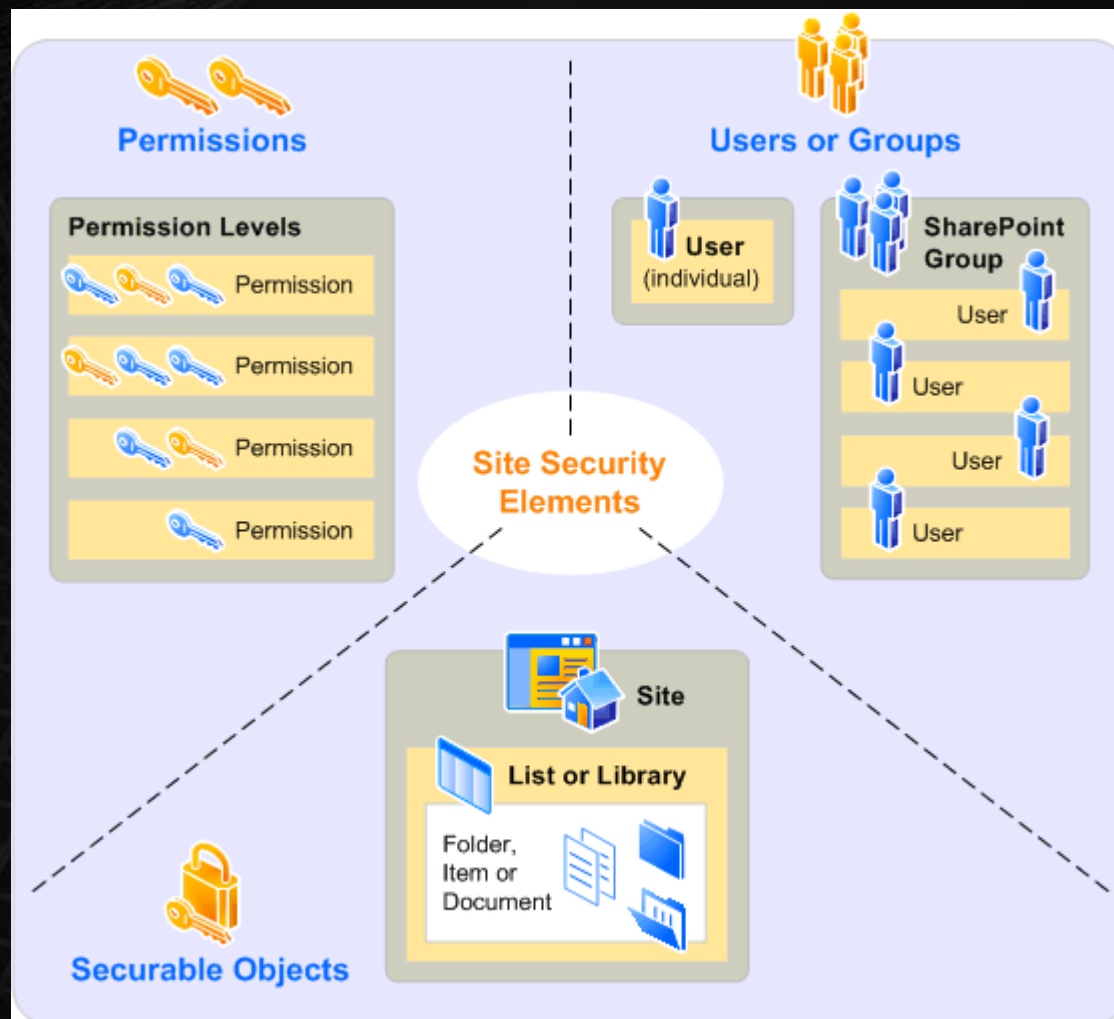 Permissions
Permission Levels
Permission
Permission
Permission
Permission
Users or Groups
User
(individual)
SharePoint
Group
User
User
User
User
Site Security
Elements
Site
List or Library
Folder,
Item or
Document
Securable Objects